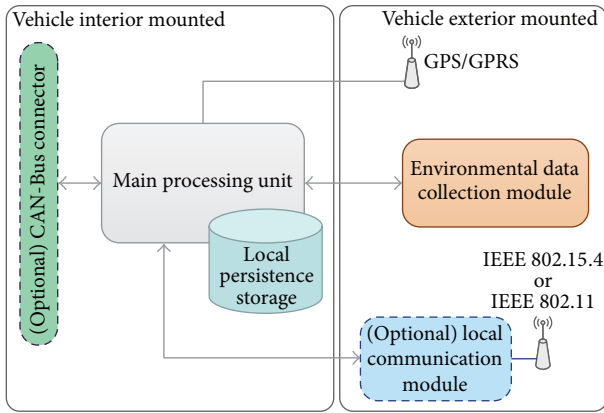 Vehicle interior mounted
Vehicle exterior mounted
GPS/GPRS
(Optional) CAN-Bus connector
Main processing unit
Environmental data
collection module
Local
persistence
storage
IEEE 802.15.4
or
IEEE 802.11
(Optional) local
communication
module